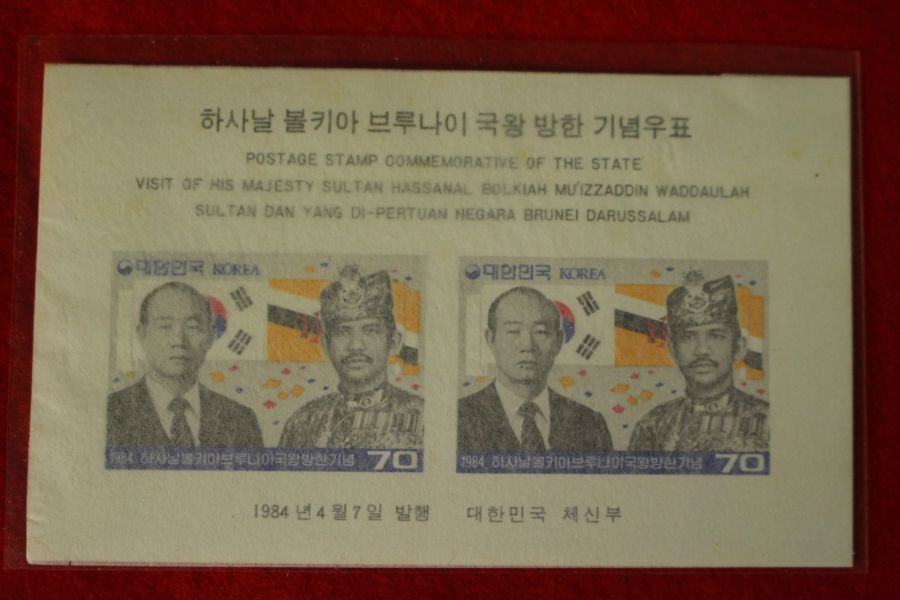 하사날 볼키아 브루나이 국왕 방한 기념우표
POSTAGE STAMP COMMEMORATIVE OF THE STATE
VISIT OF HIS MAJESTY SULTAN HASSANAL BOLKIAH MU'IZZADDIN WADDAULAH
SULTAN DAN YANG DI-PERTUAN NEGARA BRUNEI DARUSSALAM
대한민국 KOREA
1984 하사날볼키아브루나이국왕방한기념 70
대한민국 KOREA
1984 하사날볼키아브루나이국왕방한기념 70
1984년 4월 7일 발행 대한민국 체신부